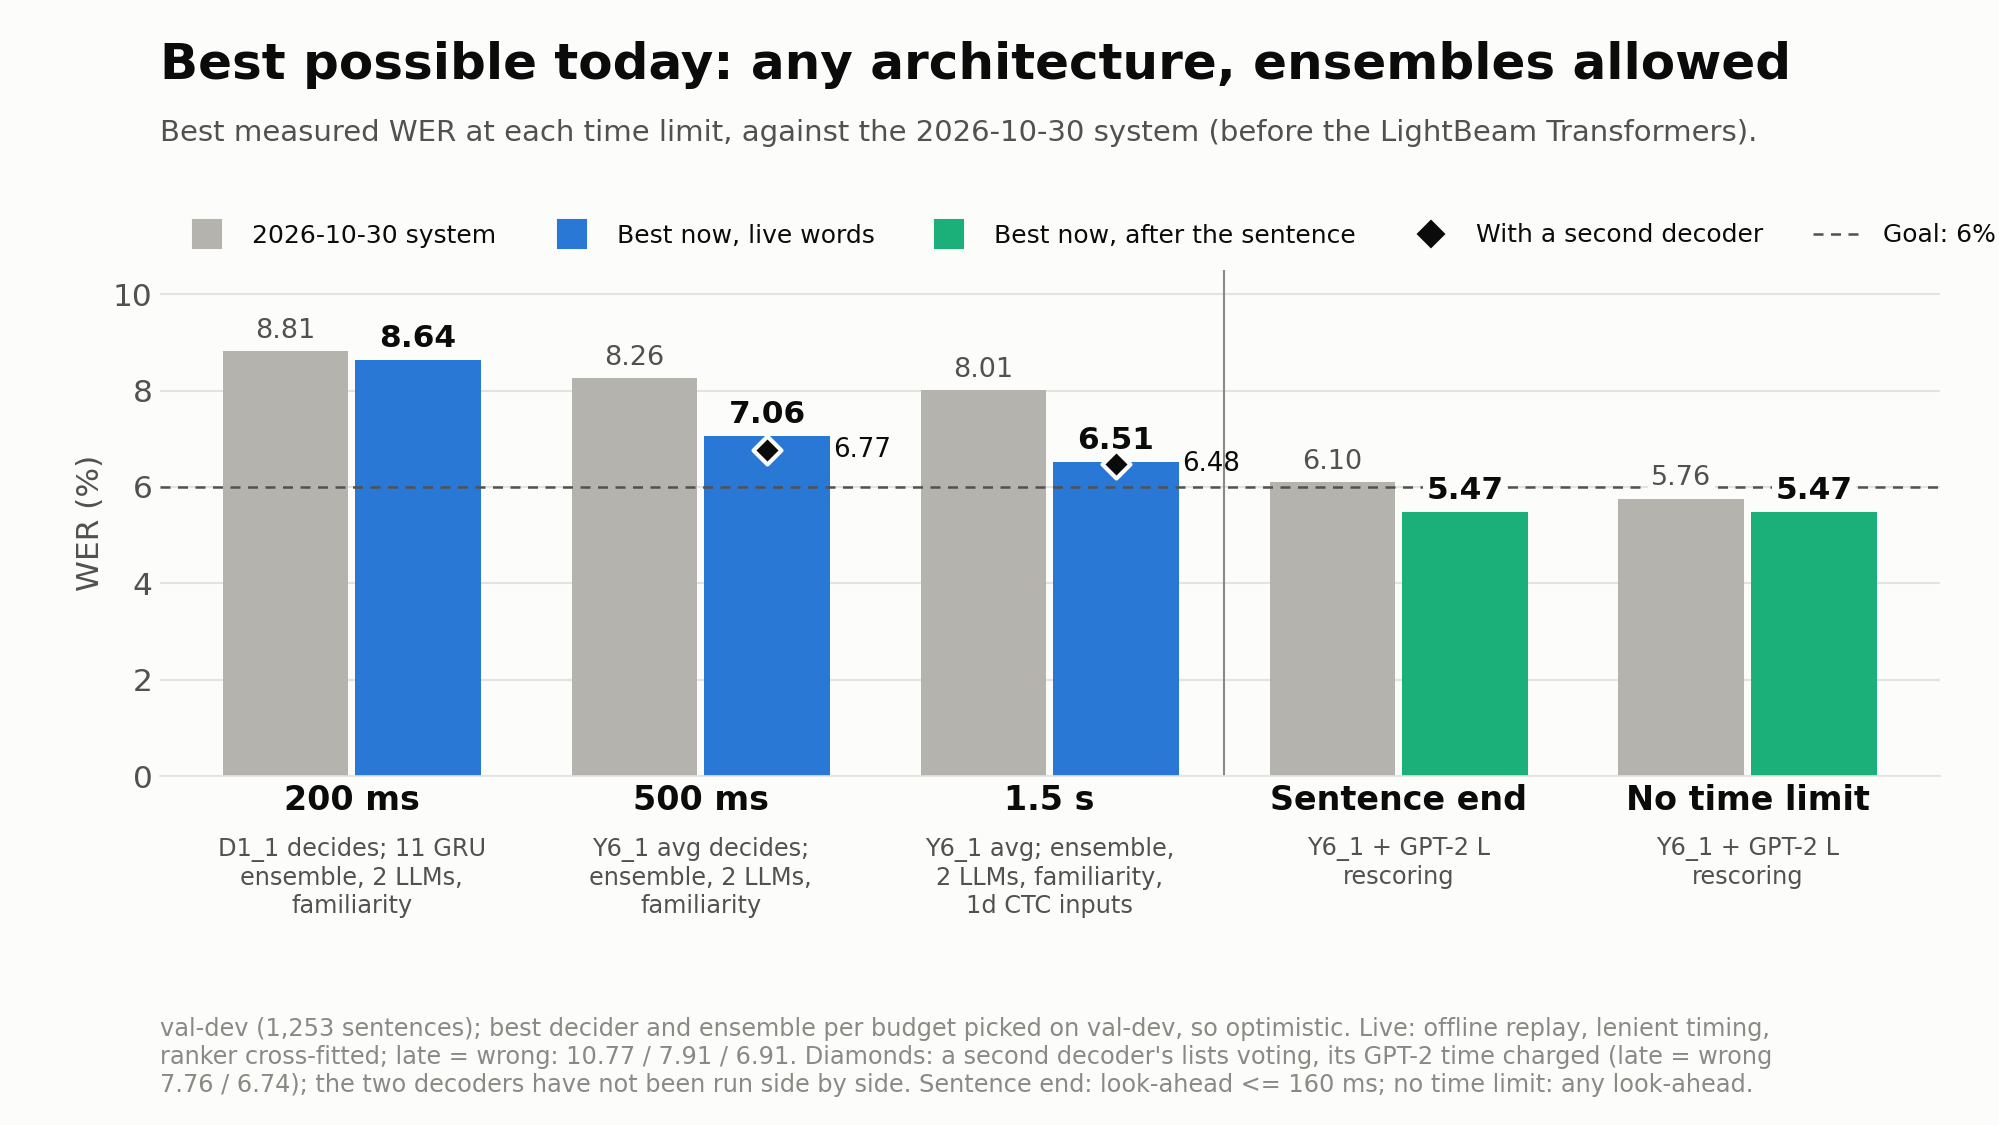 Best possible today: any architecture, ensembles allowed
Best measured WER at each time limit, against the 2026-10-30 system (before the LightBeam Transformers).
2026-10-30 system
Best now, live words
Best now, after the sentence
With a second decoder
Goal: 6%
WER (%)
10
8
6
4
2
0
8.81
8.64
8.26
7.06
6.77
8.01
6.51
6.48
6.10
5.47
5.76
5.47
200 ms
D1_1 decides; 11 GRU
ensemble, 2 LLMs,
familiarity
500 ms
Y6_1 avg decides;
ensemble, 2 LLMs,
familiarity
1.5 s
Y6_1 avg; ensemble,
2 LLMs, familiarity,
1d CTC inputs
Sentence end
Y6_1 + GPT-2 L
rescoring
No time limit
Y6_1 + GPT-2 L
rescoring
val-dev (1,253 sentences); best decider and ensemble per budget picked on val-dev, so optimistic. Live: offline replay, lenient timing,
ranker cross-fitted; late = wrong: 10.77 / 7.91 / 6.91. Diamonds: a second decoder's lists voting, its GPT-2 time charged (late = wrong
7.76 / 6.74); the two decoders have not been run side by side. Sentence end: look-ahead <= 160 ms; no time limit: any look-ahead.